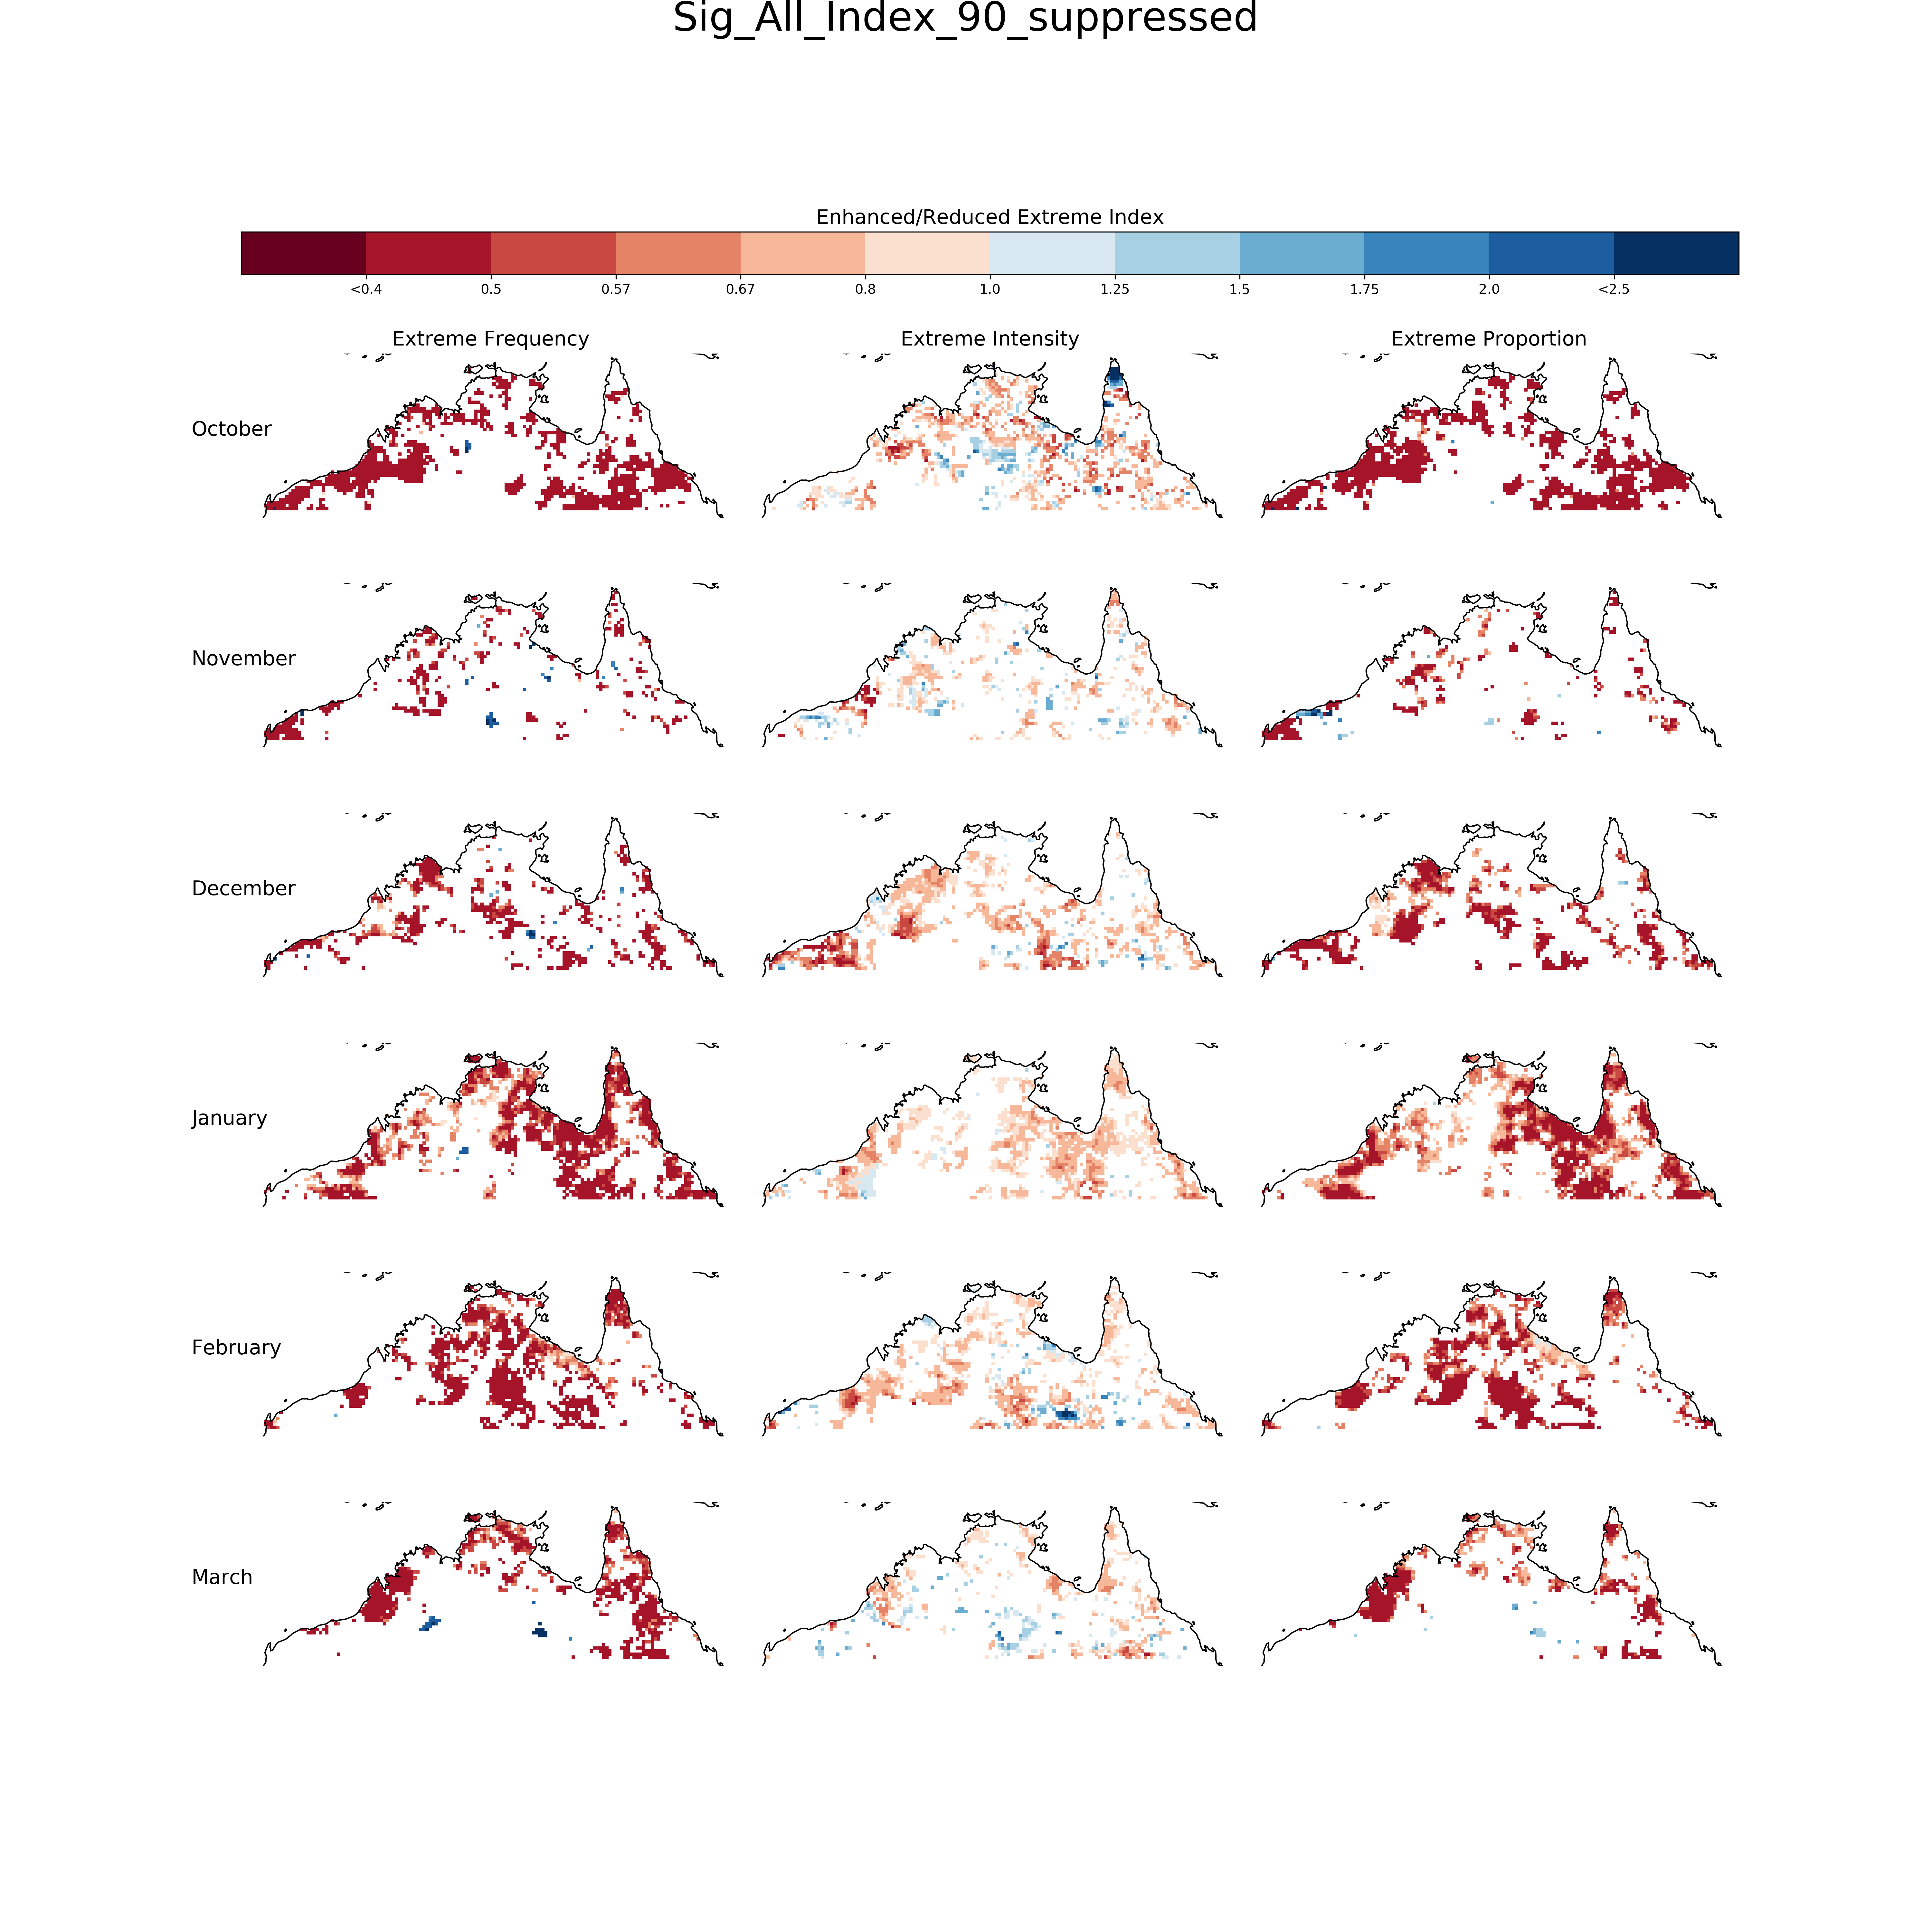 Sig_All_Index_90_suppressed
Enhanced/Reduced Extreme Index
<0.4 0.5 0.57 0.67 0.8 1.0 1.25 1.5 1.75 2.0 <2.5
Extreme Frequency Extreme Intensity Extreme Proportion
October
November
December
January
February
March